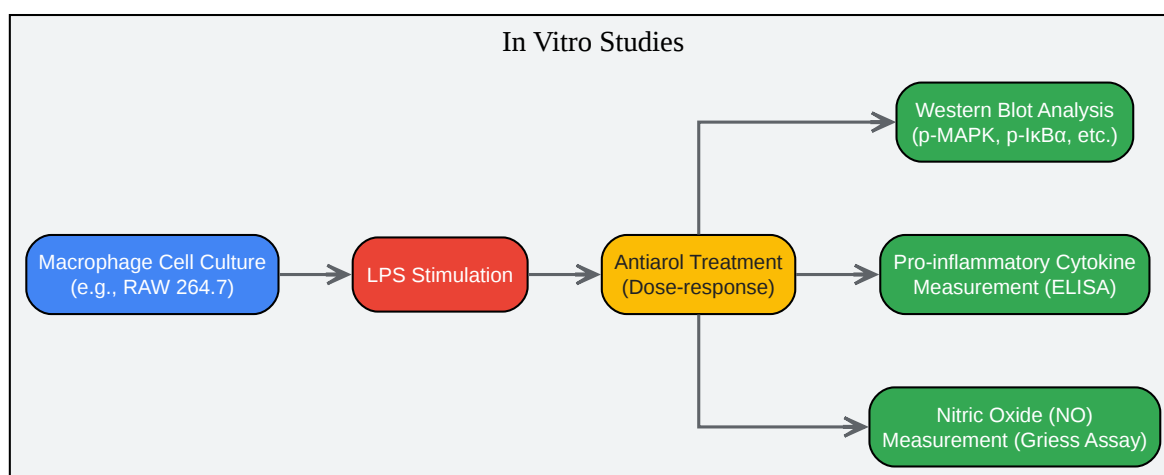 In Vitro Studies
Macrophage Cell Culture
(e.g., RAW 264.7)
LPS Stimulation
Antiarol Treatment
(Dose-response)
Western Blot Analysis
(p-MAPK, p-IκBα, etc.)
Pro-inflammatory Cytokine
Measurement (ELISA)
Nitric Oxide (NO)
Measurement (Griess Assay)